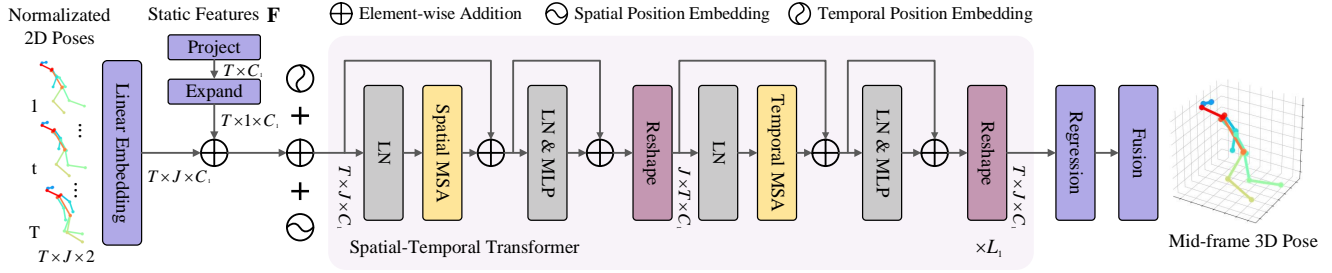 Normalizated
2D Poses
Static Features F
Element-wise Addition
Spatial Position Embedding
Temporal Position Embedding
Project
T×C₁
Expand
T×1×C₁
1
...
t
...
T
T×J×2
Linear Embedding
T×J×C₁
+
+
T×J×C₁
LN
Spatial MSA
LN & MLP
Reshape
J×T×C₁
LN
Temporal MSA
LN & MLP
Reshape
T×J×C₁
Spatial-Temporal Transformer
×L₁
Regression
Fusion
Mid-frame 3D Pose